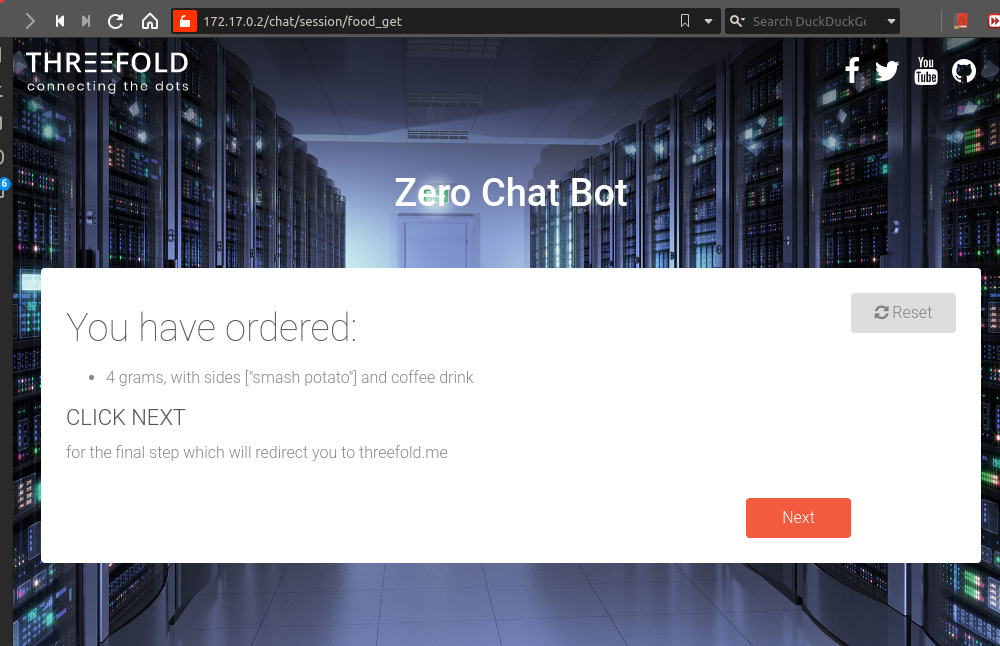 172.17.0.2/chat/session/food_get
Search DuckDuckGo
THREEFOLD
connecting the dots
You
Tube
6
Zero Chat Bot
Reset
You have ordered:
4 grams, with sides ["smash potato"] and coffee drink
CLICK NEXT
for the final step which will redirect you to threefold.me
Next